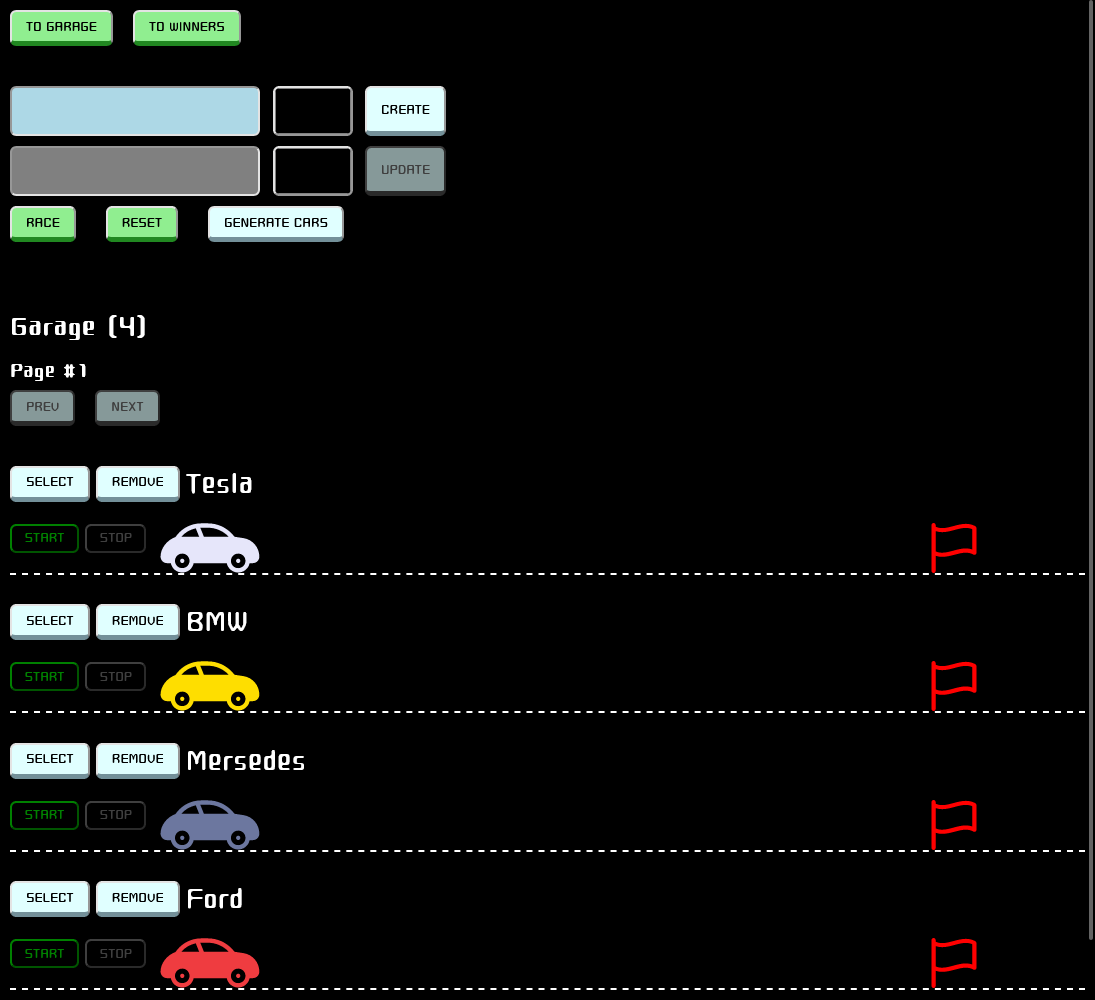 TO GARAGE TO WINNERS
CREATE
UPDATE
RACE RESET GENERATE CARS
Garage (4)
Page #1
PREV NEXT
SELECT REMOVE Tesla
START STOP
SELECT REMOVE BMW
START STOP
SELECT REMOVE Mersedes
START STOP
SELECT REMOVE Ford
START STOP